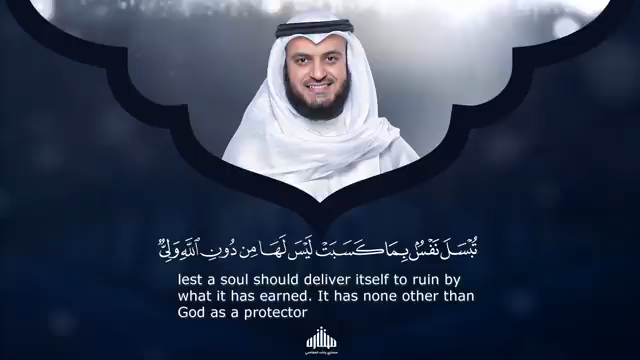 تُبْسَلَ نَفْسٌۢ بِمَا كَسَبَتْ لَيْسَ لَهَا مِن دُونِ ٱللَّهِ وَلِيٌّۭ
lest a soul should deliver itself to ruin by
what it has earned. It has none other than
God as a protector